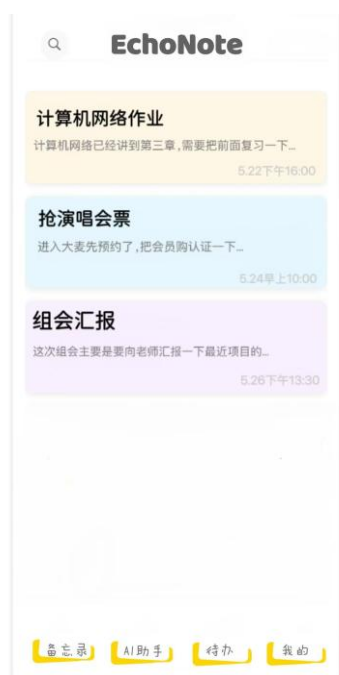 EchoNote
计算机网络作业
计算机网络已经讲到第三章,需要把前面复习一下...
5.22下午16:00
抢演唱会票
进入大麦先预约了,把会员购认证一下...
5.24早上10:00
组会汇报
这次组会主要是要向老师汇报一下最近项目的...
5.26下午13:30
备忘录 AI助手 待办 我的